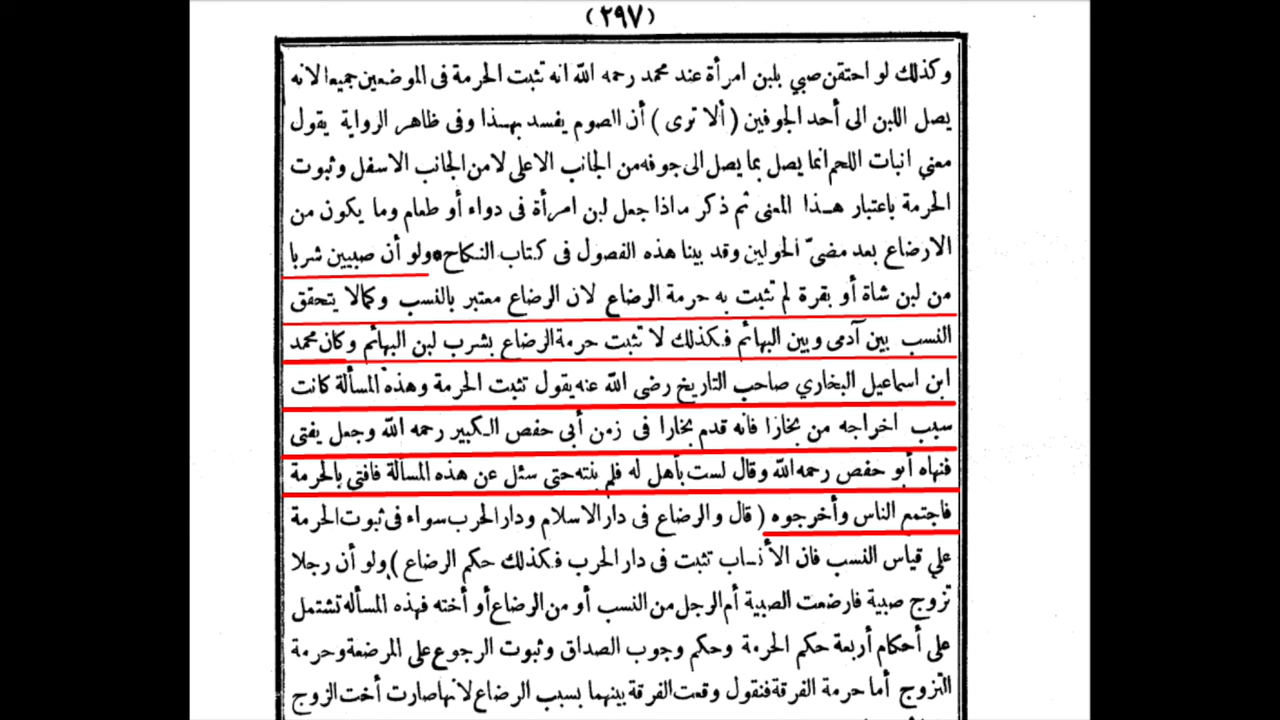 (٢٩٧)
وكذلك لو احتقن صبي بلبن امرأة عند محمد رحمه الله انه تثبت الحرمة فى الموضعين جميعا لانه
يصل اللبن الى أحد الجوفين ( ألا ترى ) أن الصوم يفسد بهـذا وفى ظاهر الرواية يقول
معني انبات اللحم انما يصل بما يصل الى جوفه من الجانب الاعلى لا من الجانب الاسفل وثبوت
الحرمة باعتبار هـذا المعنى ثم ذكر ماذا جعل لبن امرأة فى دواء أو طعام وما يكون من
الارضاع بعد مضىّ الحولين وقد بينا هذه الفصول فى كتاب النـكاح * ولو أن صبيين شربا
من لبن شاة أو بقرة لم تثبت به حرمة الرضاع لان الرضاع معتبر بالنسب وكما لا يتحقق
النسب بين آدمى وبين البهائم فـكذلك لا تثبت حرمة الرضاع بشرب لبن البهائم وكان محمد
ابن اسماعيل البخاري صاحب التاريخ رضى الله عنه يقول تثبت الحرمة وهذه المسألة كانت
سبب اخراجه من بخارا فانه قدم بخارا فى زمن أبى حفص الـكبير رحمه الله وجعل يفتى
فنهاه أبو حفص رحمه الله وقال لست بأهل له فلم ينته حتى سئل عن هذه المسألة فافتى بالحرمة
فاجتمع الناس وأخرجوه ( قال والرضاع فى دار الاسلام ودار الحرب سواء فى ثبوت الحرمة
علي قياس النسب فان الأنساب تثبت فى دار الحرب فـكذلك حكم الرضاع ) ولو أن رجلا
تزوج صبية فارضعت الصبية أم الرجل من النسب أو من الرضاع أو أخته فهذه المسألة تشتمل
على أحكام أربعة حكم الحرمة وحكم وجوب الصداق وثبوت الرجوع على المرضعة وحرمة
التزوج أما حرمة الفرقة فنقول وقعت الفرقة بينهما بسبب الرضاع لانها صارت أخت الزوج